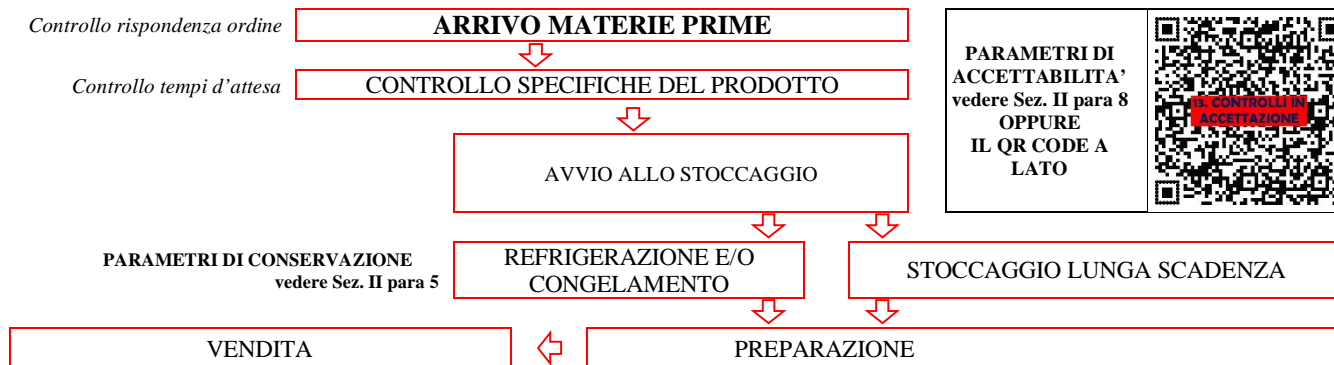 Controllo rispondenza ordine
ARRIVO MATERIE PRIME
Controllo tempi d'attesa
CONTROLLO SPECIFICHE DEL PRODOTTO
PARAMETRI DI
ACCETTABILITA’
vedere Sez. II para 8
OPPURE
IL QR CODE A
LATO
13. CONTROLLI IN
ACCETTAZIONE
AVVIO ALLO STOCCAGGIO
PARAMETRI DI CONSERVAZIONE
vedere Sez. II para 5
REFRIGERAZIONE E/O
CONGELAMENTO
STOCCAGGIO LUNGA SCADENZA
VENDITA
PREPARAZIONE